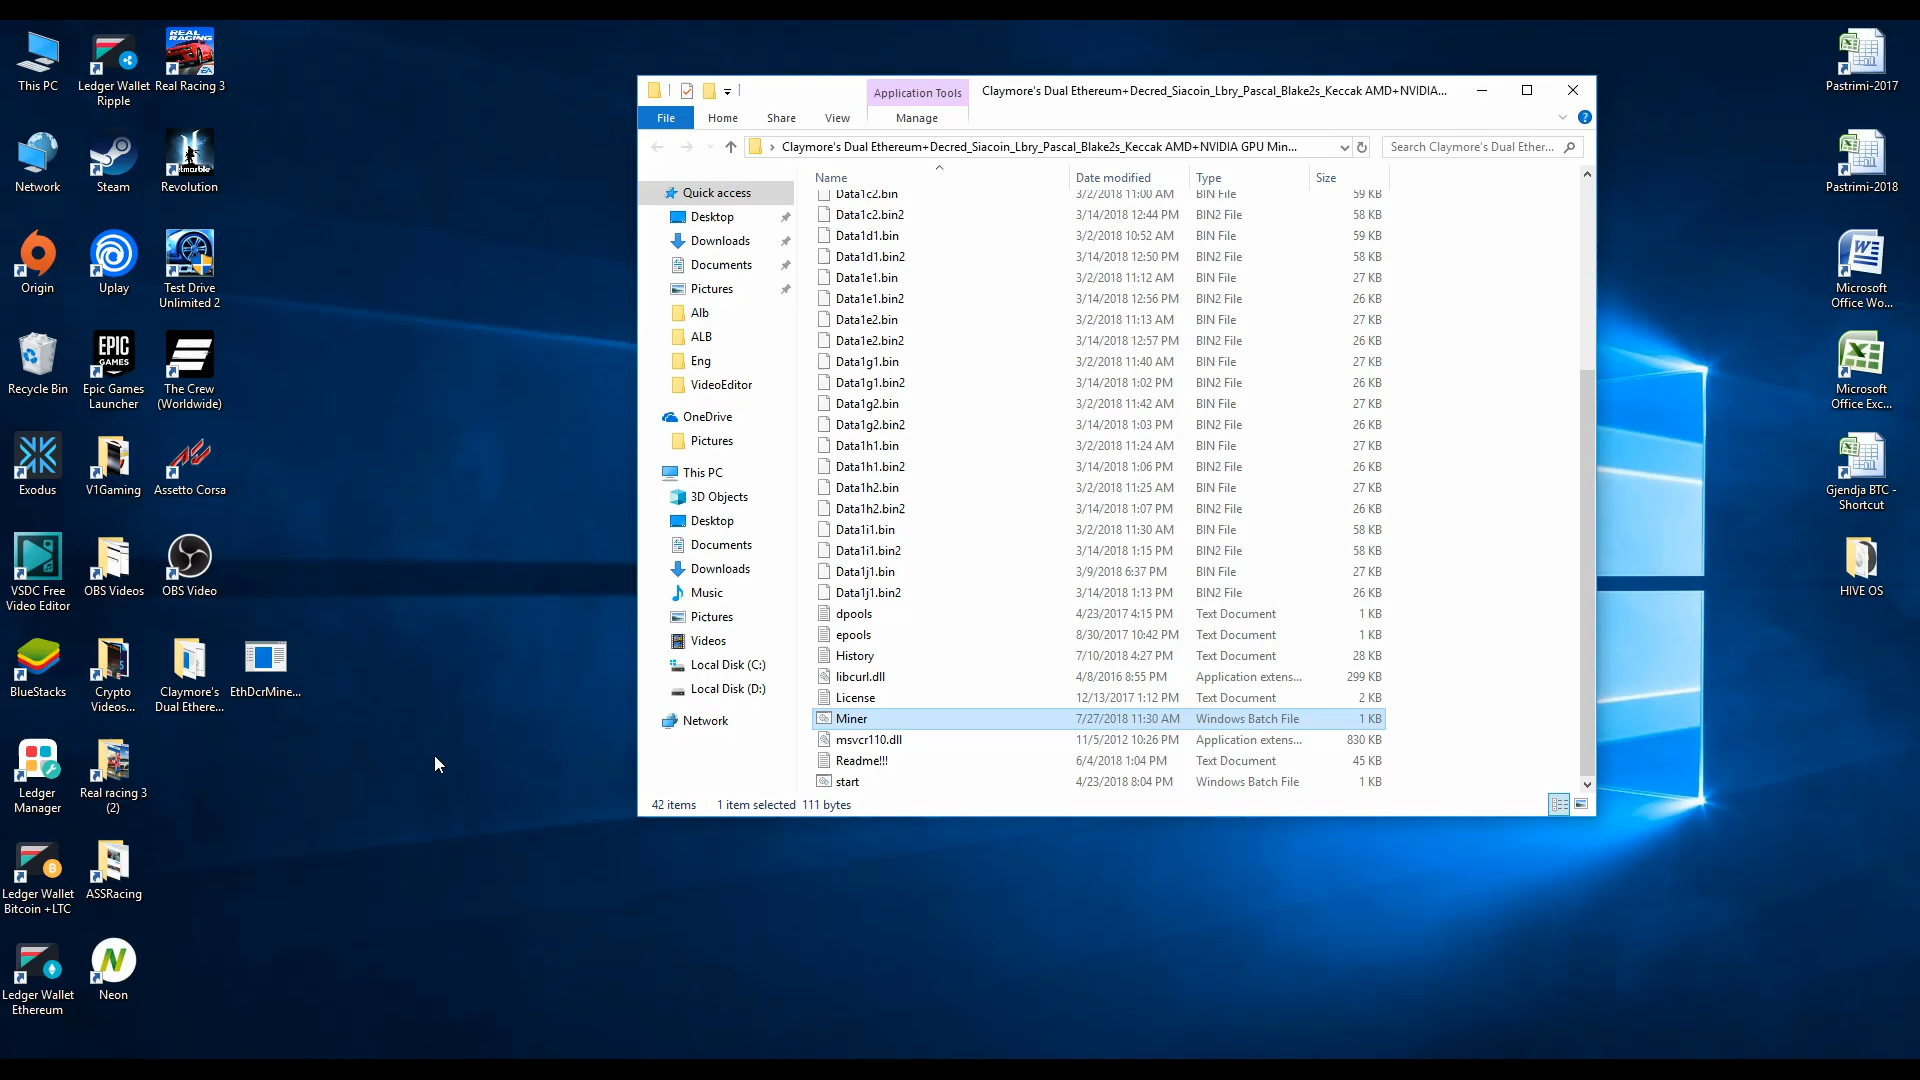 This PC
Ledger Wallet
Ripple
REAL
RACING
Real Racing 3
Network
Steam
Revolution
Origin
Uplay
Test Drive
Unlimited 2
Recycle Bin
EPIC
GAMES
Epic Games
Launcher
The Crew
(Worldwide)
Exodus
V1Gaming
Assetto Corsa
VSDC Free
Video Editor
OBS Videos
OBS Video
BlueStacks
Crypto
Videos...
Claymore's
Dual Ethere...
EthDcrMine...
Ledger
Manager
Real racing 3
(2)
Ledger Wallet
Bitcoin +LTC
ASSRacing
Ledger Wallet
Ethereum
Neon
Application Tools
Claymore's Dual Ethereum+Decred_Siacoin_Lbry_Pascal_Blake2s_Keccak AMD+NVIDIA...
File
Home
Share
View
Manage
Claymore's Dual Ethereum+Decred_Siacoin_Lbry_Pascal_Blake2s_Keccak AMD+NVIDIA GPU Min...
Search Claymore's Dual Ether...
Quick access
Desktop
Downloads
Documents
Pictures
Alb
ALB
Eng
VideoEditor
OneDrive
Pictures
This PC
3D Objects
Desktop
Documents
Downloads
Music
Pictures
Videos
Local Disk (C:)
Local Disk (D:)
Network
Name Date modified Type Size
Data1c2.bin 3/2/2018 11:00 AM BIN File 59 KB
Data1c2.bin2 3/14/2018 12:44 PM BIN2 File 58 KB
Data1d1.bin 3/2/2018 10:52 AM BIN File 59 KB
Data1d1.bin2 3/14/2018 12:50 PM BIN2 File 58 KB
Data1e1.bin 3/2/2018 11:12 AM BIN File 27 KB
Data1e1.bin2 3/14/2018 12:56 PM BIN2 File 26 KB
Data1e2.bin 3/2/2018 11:13 AM BIN File 27 KB
Data1e2.bin2 3/14/2018 12:57 PM BIN2 File 26 KB
Data1g1.bin 3/2/2018 11:40 AM BIN File 27 KB
Data1g1.bin2 3/14/2018 1:02 PM BIN2 File 26 KB
Data1g2.bin 3/2/2018 11:42 AM BIN File 27 KB
Data1g2.bin2 3/14/2018 1:03 PM BIN2 File 26 KB
Data1h1.bin 3/2/2018 11:24 AM BIN File 27 KB
Data1h1.bin2 3/14/2018 1:06 PM BIN2 File 26 KB
Data1h2.bin 3/2/2018 11:25 AM BIN File 27 KB
Data1h2.bin2 3/14/2018 1:07 PM BIN2 File 26 KB
Data1i1.bin 3/2/2018 11:30 AM BIN File 58 KB
Data1i1.bin2 3/14/2018 1:15 PM BIN2 File 58 KB
Data1j1.bin 3/9/2018 6:37 PM BIN File 27 KB
Data1j1.bin2 3/14/2018 1:13 PM BIN2 File 26 KB
dpools 4/23/2017 4:15 PM Text Document 1 KB
epools 8/30/2017 10:42 PM Text Document 1 KB
History 7/10/2018 4:27 PM Text Document 28 KB
libcurl.dll 4/8/2016 8:55 PM Application extens... 299 KB
License 12/13/2017 1:12 PM Text Document 2 KB
Miner 7/27/2018 11:30 AM Windows Batch File 1 KB
msvcr110.dll 11/5/2012 10:26 PM Application extens... 830 KB
Readme!!! 6/4/2018 1:04 PM Text Document 45 KB
start 4/23/2018 8:04 PM Windows Batch File 1 KB
42 items 1 item selected 111 bytes
Pastrimi-2017
Pastrimi-2018
Microsoft
Office Wo...
Microsoft
Office Exc...
Gjendja BTC -
Shortcut
HIVE OS